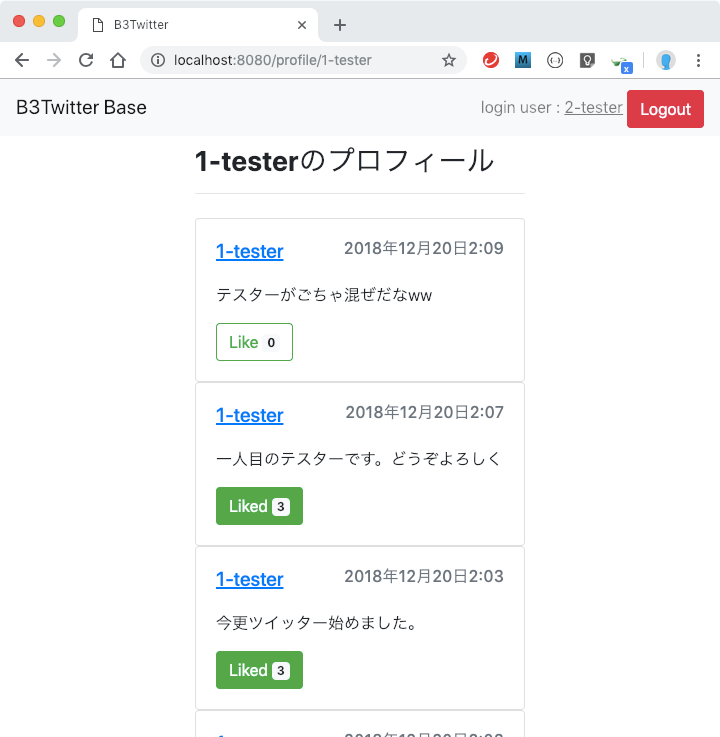 B3Twitter
localhost:8080/profile/1-tester
B3Twitter Base
login user : 2-tester
Logout
1-testerのプロフィール
1-tester
2018年12月20日2:09
テスターがごちゃ混ぜだなww
Like 0
1-tester
2018年12月20日2:07
一人目のテスターです。どうぞよろしく
Liked 3
1-tester
2018年12月20日2:03
今更ツイッター始めました。
Liked 3